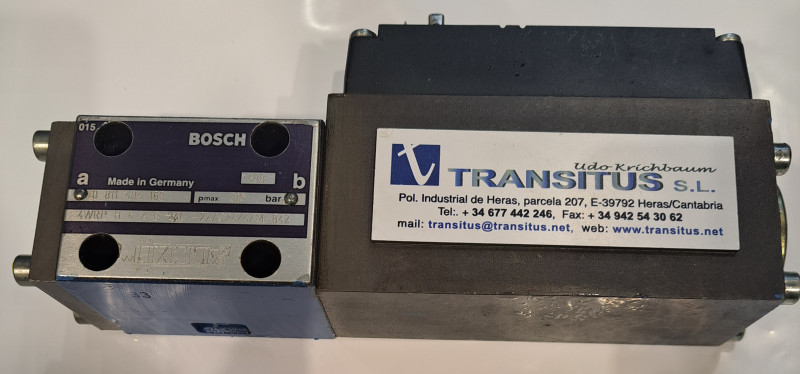 015
BOSCH
a
b
Made in Germany
pmax
bar
Udo Krichbaum
TRANSITUS S.L.
Pol. Industrial de Heras, parcela 207, E-39792 Heras/Cantabria
Tel:. + 34 677 442 246, Fax: + 34 942 54 30 62
mail: transitus@transitus.net, web: www.transitus.net